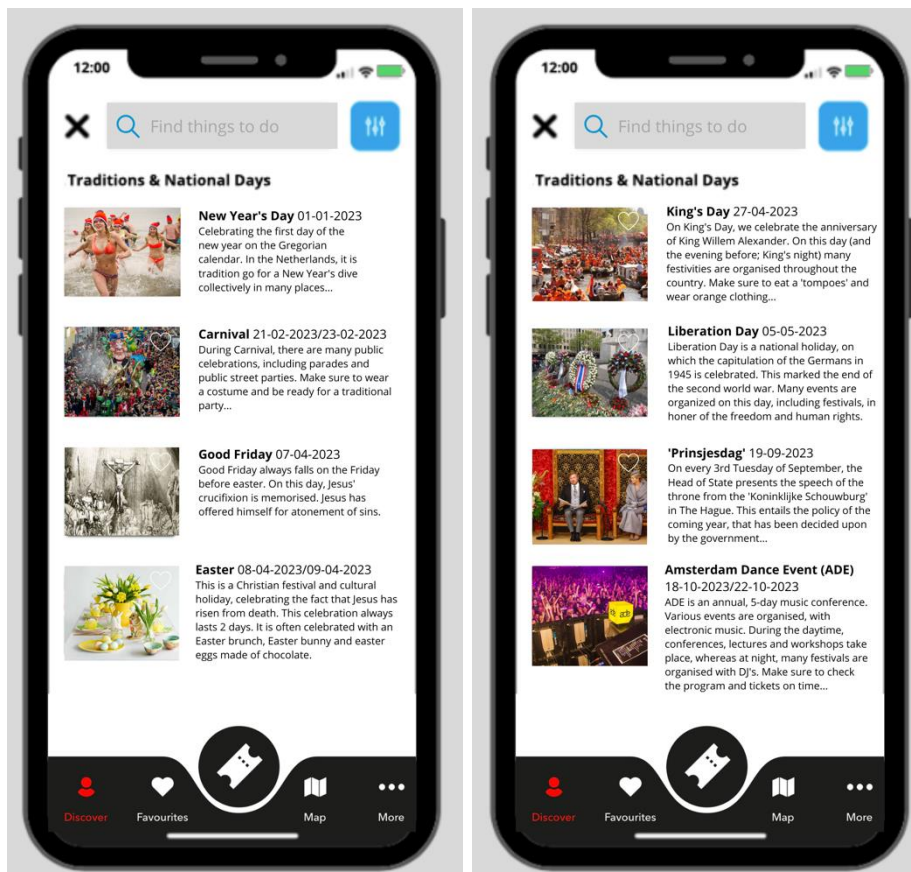 12:00
Find things to do
Traditions & National Days
New Year's Day 01-01-2023
Celebrating the first day of the
new year on the Gregorian
calendar. In the Netherlands, it is
tradition go for a New Year's dive
collectively in many places...
Carnival 21-02-2023/23-02-2023
During Carnival, there are many public
celebrations, including parades and
public street parties. Make sure to wear
a costume and be ready for a traditional
party...
Good Friday 07-04-2023
Good Friday always falls on the Friday
before easter. On this day, Jesus'
crucifixion is memorised. Jesus has
offered himself for atonement of sins.
Easter 08-04-2023/09-04-2023
This is a Christian festival and cultural
holiday, celebrating the fact that Jesus has
risen from death. This celebration always
lasts 2 days. It is often celebrated with an
Easter brunch, Easter bunny and easter
eggs made of chocolate.
Discover
Favourites
Map
More
12:00
Find things to do
Traditions & National Days
King's Day 27-04-2023
On King's Day, we celebrate the anniversary
of King Willem Alexander. On this day (and
the evening before; King's night) many
festivities are organised throughout the
country. Make sure to eat a 'tompoes' and
wear orange clothing...
Liberation Day 05-05-2023
Liberation Day is a national holiday, on
which the capitulation of the Germans in
1945 is celebrated. This marked the end of
the second world war. Many events are
organized on this day, including festivals, in
honer of the freedom and human rights.
'Prinsjesdag' 19-09-2023
On every 3rd Tuesday of September, the
Head of State presents the speech of the
throne from the 'Koninklijke Schouwburg'
in The Hague. This entails the policy of the
coming year, that has been decided upon
by the government...
Amsterdam Dance Event (ADE)
18-10-2023/22-10-2023
ADE is an annual, 5-day music conference.
Various events are organised, with
electronic music. During the daytime,
conferences, lectures and workshops take
place, whereas at night, many festivals are
organised with DJ's. Make sure to check
the program and tickets on time...
Discover
Favourites
Map
More